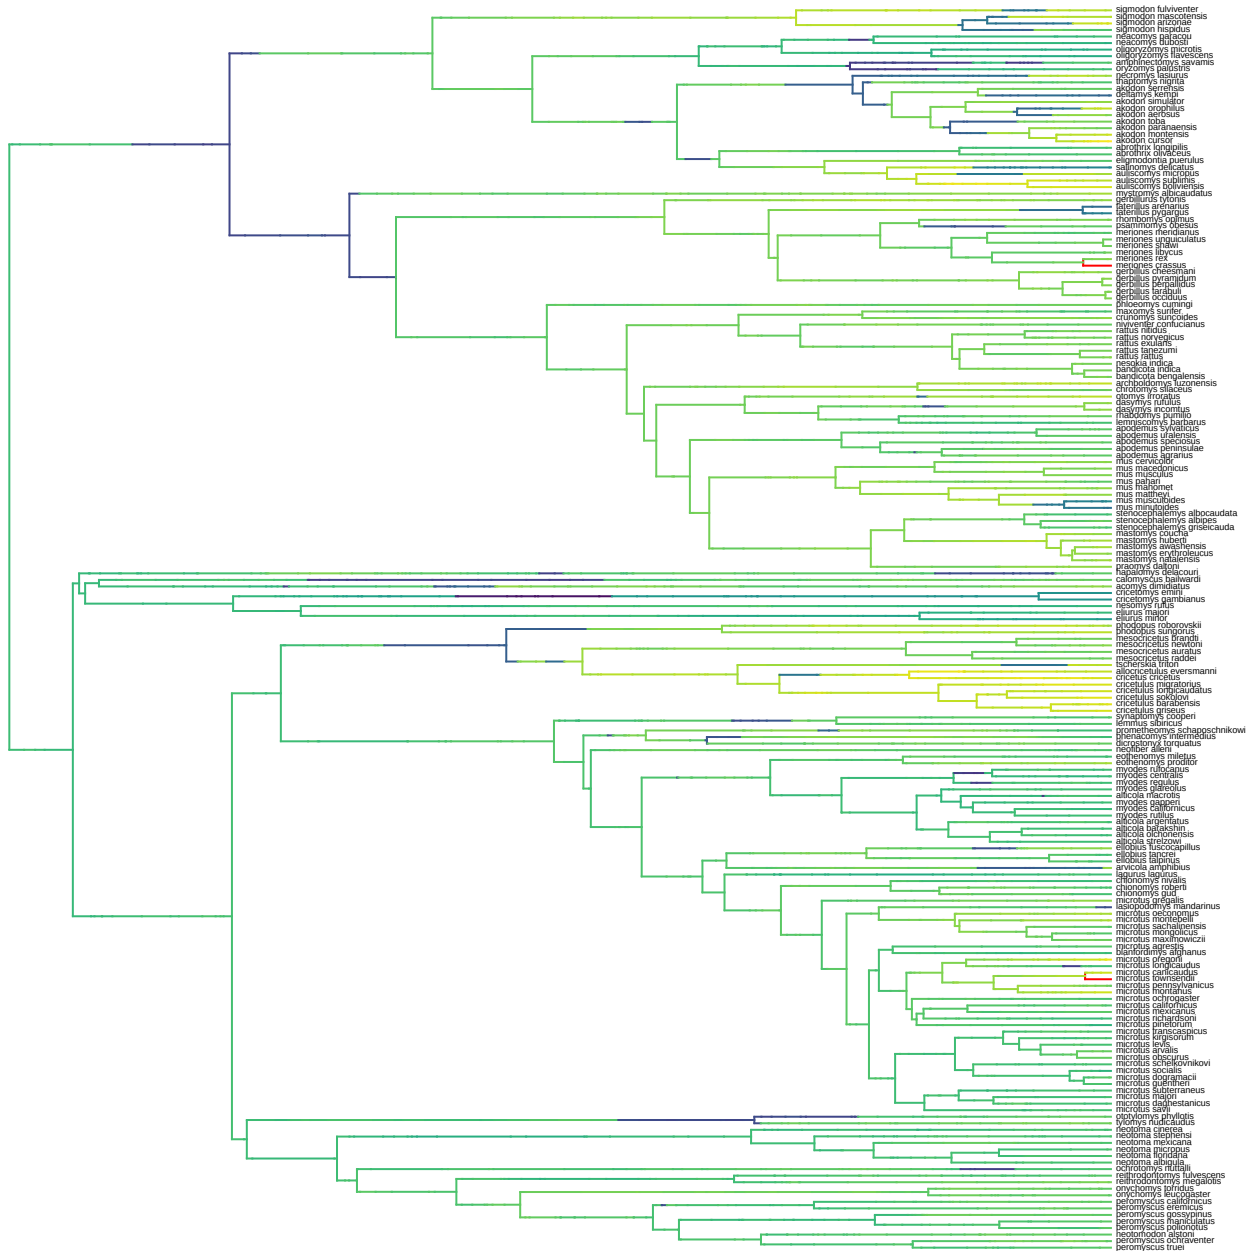 sigmodon fulviventer
sigmodon mascotensis
sigmodon arizonae
sigmodon hispidus
neacomys paracou
neacomys dubosti
oligoryzomys microtis
oligoryzomys flavescens
amphinectomys savamis
oryzomys palustris
necromys lasiurus
thaptomys nigrita
akodon serrensis
deltamys kempi
akodon simulator
akodon orophilus
akodon aerosus
akodon toba
akodon paranaensis
akodon montensis
akodon cursor
abrothrix longipilis
abrothrix olivaceus
eligmodontia puerulus
salinomys delicatus
auliscomys micropus
auliscomys sublimis
auliscomys boliviensis
mystromys albicaudatus
gerbillurus tytonis
taterillus arenarius
taterillus pygargus
rhombomys opimus
psammomys obesus
meriones meridianus
meriones unguiculatus
meriones shawi
meriones libycus
meriones rex
meriones crassus
gerbillus cheesmani
gerbillus pyramidum
gerbillus perpallidus
gerbillus tarabuli
gerbillus occiduus
phloeomys cumingi
maxomys surifer
crunomys suncoides
niviventer confucianus
rattus nitidus
rattus norvegicus
rattus exulans
rattus tanezumi
rattus rattus
nesokia indica
bandicota indica
bandicota bengalensis
archboldomys luzonensis
chrotomys silaceus
otomys irroratus
dasymys rufulus
dasymys incomtus
rhabdomys pumilio
lemniscomys barbarus
apodemus sylvaticus
apodemus uralensis
apodemus speciosus
apodemus peninsulae
apodemus agrarius
mus cervicolor
mus macedonicus
mus musculus
mus pahari
mus mahomet
mus mattheyi
mus musculoides
mus minutoides
stenocephalemys albocaudata
stenocephalemys albipes
stenocephalemys griseicauda
mastomys coucha
mastomys huberti
mastomys awashensis
mastomys erythroleucus
mastomys natalensis
praomys daltoni
hapalomys delacouri
calomyscus bailwardi
acomys dimidiatus
cricetomys emini
cricetomys gambianus
nesomys rufus
eliurus majori
eliurus minor
phodopus roborovskii
phodopus sungorus
mesocricetus brandti
mesocricetus newtoni
mesocricetus auratus
mesocricetus raddei
tscherskia triton
allocricetulus eversmanni
cricetus cricetus
cricetulus migratorius
cricetulus longicaudatus
cricetulus sokolovi
cricetulus barabensis
cricetulus griseus
synaptomys cooperi
lemmus sibiricus
prometheomys schaposchnikowi
phenacomys intermedius
dicrostonyx torquatus
neofiber alleni
eothenomys miletus
eothenomys proditor
myodes rufocanus
myodes centralis
myodes regulus
myodes glareolus
alticola macrotis
myodes gapperi
myodes californicus
myodes rutilus
alticola argentatus
alticola barakshin
alticola olchonensis
alticola strelzowi
ellobius fuscocapillus
ellobius tancrei
ellobius talpinus
arvicola amphibius
lagurus lagurus
chionomys nivalis
chionomys roberti
chionomys gud
microtus gregalis
lasiopodomys mandarinus
microtus oeconomus
microtus montebelli
microtus sachalinensis
microtus mongolicus
microtus maximowiczii
microtus agrestis
blanfordimys afghanus
microtus oregoni
microtus longicaudus
microtus canicaudus
microtus townsendii
microtus pennsylvanicus
microtus montanus
microtus ochrogaster
microtus californicus
microtus mexicanus
microtus richardsoni
microtus pinetorum
microtus transcaspicus
microtus kirgisorum
microtus levis
microtus arvalis
microtus obscurus
microtus schelkovnikovi
microtus socialis
microtus dogramacii
microtus guentheri
microtus subterraneus
microtus majori
microtus daghestanicus
microtus savii
ototylomys phyllotis
tylomys nudicaudus
neotoma cinerea
neotoma stephensi
neotoma mexicana
neotoma micropus
neotoma floridana
neotoma albigula
ochrotomys nuttalli
reithrodontomys fulvescens
reithrodontomys megalotis
onychomys torridus
onychomys leucogaster
peromyscus californicus
peromyscus eremicus
peromyscus gossypinus
peromyscus maniculatus
peromyscus polionotus
neotomodon alstoni
peromyscus ochraventer
peromyscus truei